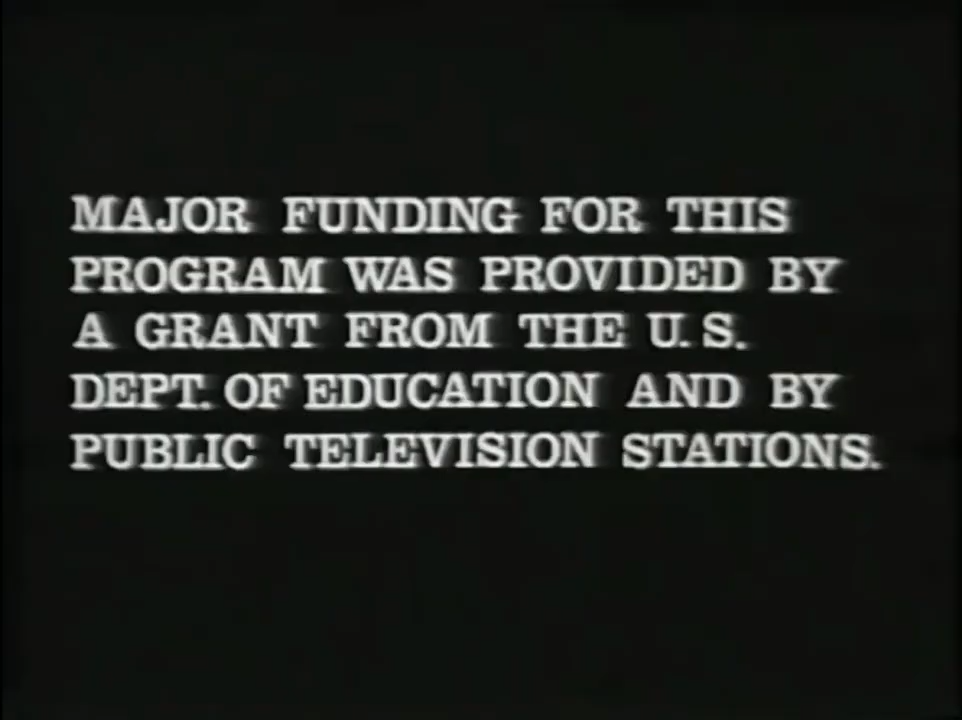 MAJOR FUNDING FOR THIS
PROGRAM WAS PROVIDED BY
A GRANT FROM THE U.S.
DEPT. OF EDUCATION AND BY
PUBLIC TELEVISION STATIONS.